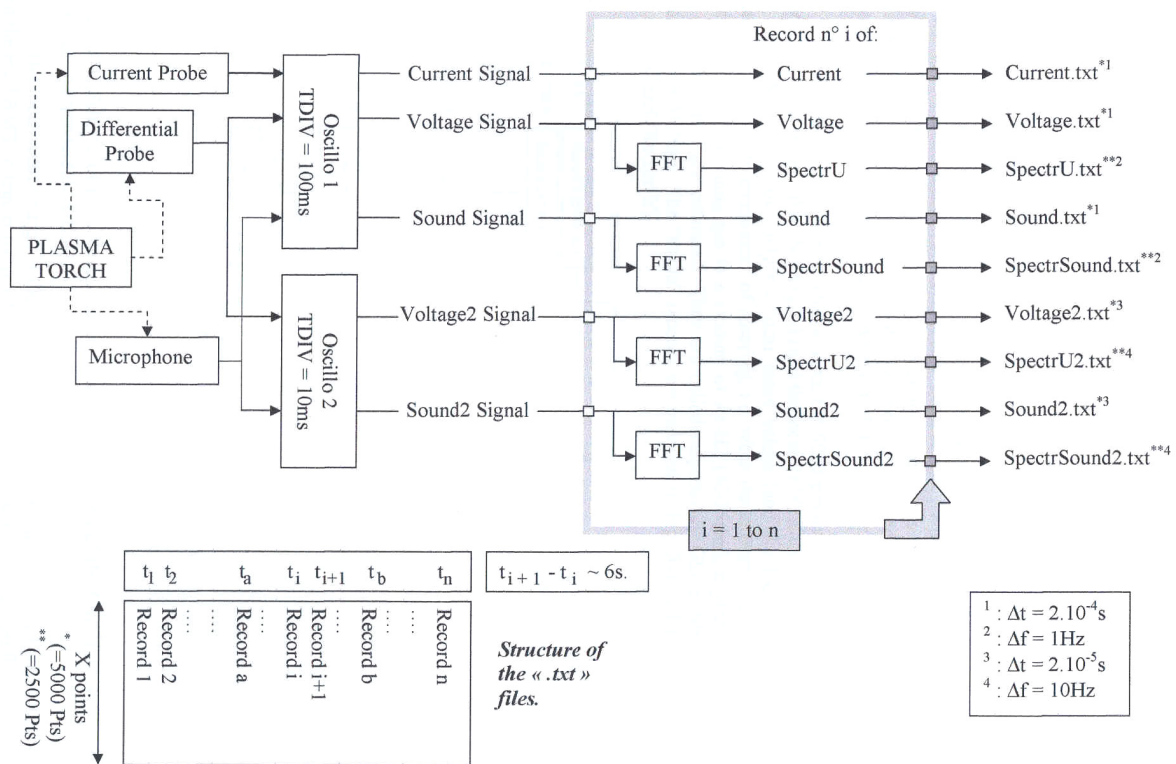 Record n° i of:
Current Probe
Differential
Probe
PLASMA
TORCH
Microphone
Oscillo 1
TDIV = 100ms
Oscillo 2
TDIV = 10ms
Current Signal
Current
Current.txt*1
Voltage Signal
Voltage
Voltage.txt*1
FFT
SpectrU
SpectrU.txt**2
Sound Signal
Sound
Sound.txt*1
FFT
SpectrSound
SpectrSound.txt**2
Voltage2 Signal
Voltage2
Voltage2.txt*3
FFT
SpectrU2
SpectrU2.txt**4
Sound2 Signal
Sound2
Sound2.txt*3
FFT
SpectrSound2
SpectrSound2.txt**4
i = 1 to n
t1 t2 ta ti ti+1 tb tn
ti + 1 - ti ~ 6s.
X points
* (=5000 Pts)
** (=2500 Pts)
Record 1
Record 2
....
....
Record a
....
Record i
Record i+1
....
Record b
....
....
Record n
Structure of
the « .txt »
files.
1 : Δt = 2.10-4s
2 : Δf = 1Hz
3 : Δt = 2.10-5s
4 : Δf = 10Hz